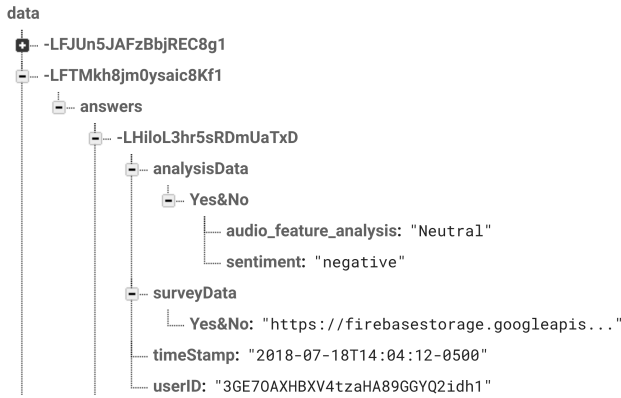 data
-LFJUn5JAFzBbjREC8g1
-LFTMkh8jm0ysaic8Kf1
answers
-LHiloL3hr5sRDmUaTxD
analysisData
Yes&No
audio_feature_analysis: "Neutral"
sentiment: "negative"
surveyData
Yes&No: "https://firebasestorage.googleapis..."
timeStamp: "2018-07-18T14:04:12-0500"
userID: "3GE7OAXHBXV4tzaHA89GGYQ2idh1"